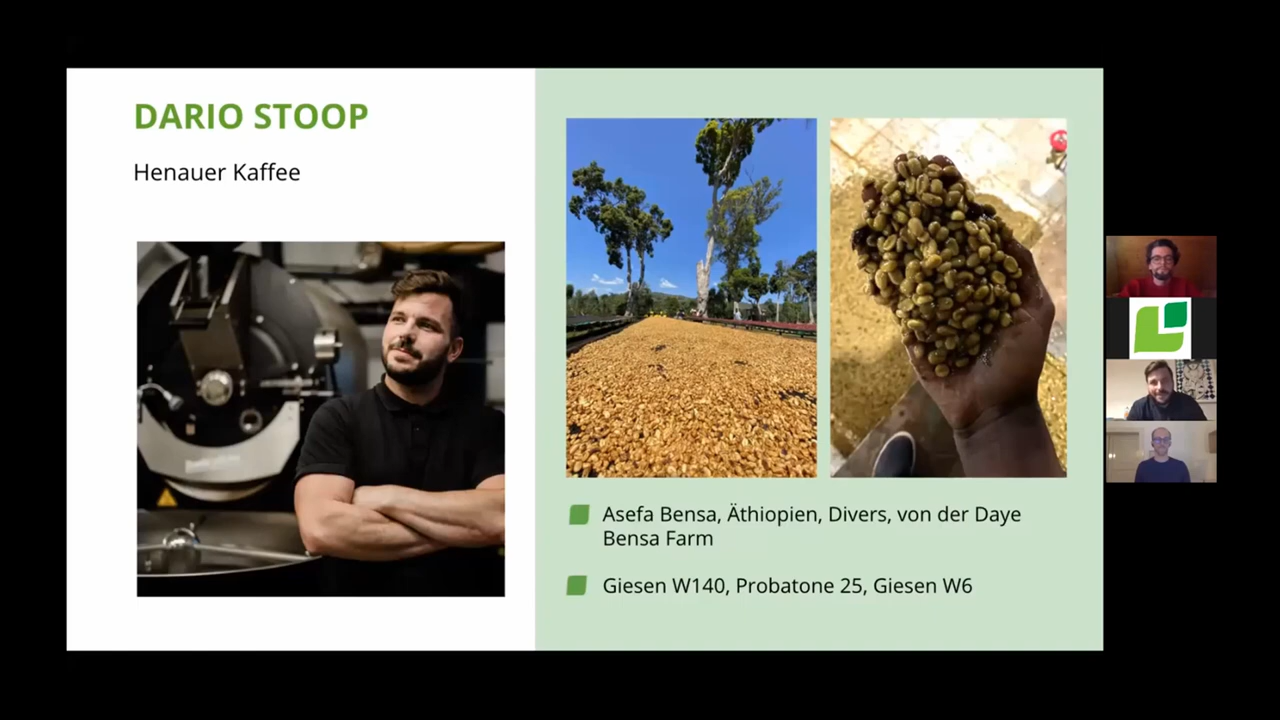 DARIO STOOP
Henauer Kaffee
Asefa Bensa, Äthiopien, Divers, von der Daye
Bensa Farm
Giesen W140, Probatone 25, Giesen W6